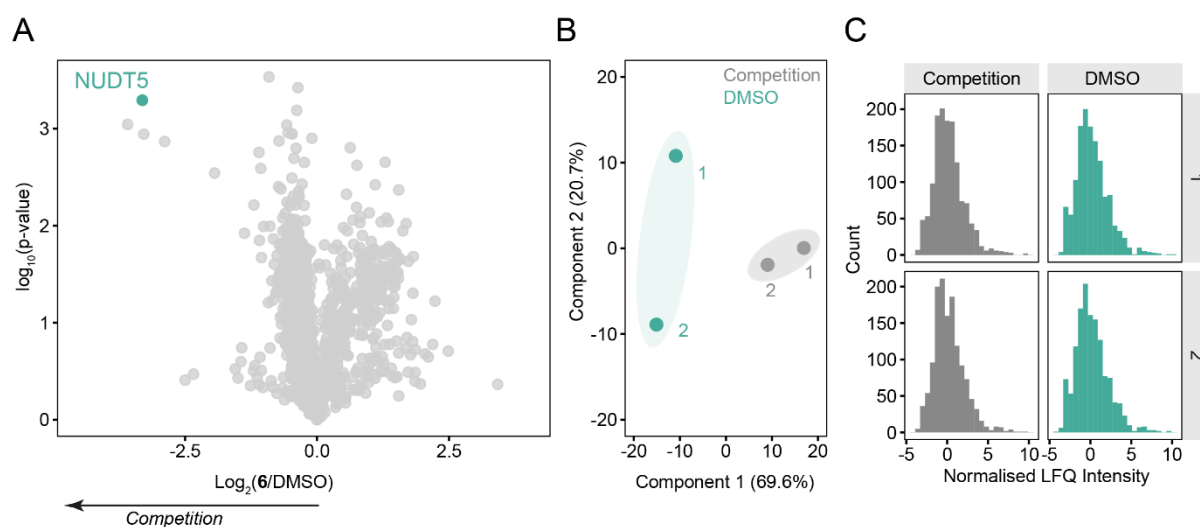 A
NUDT5
3
2
1
0
log₁₀(p-value)
-2.5
0.0
2.5
Log₂(6/DMSO)
Competition
B
Competition
DMSO
20
10
0
-10
-20
1
2
1
2
Component 2 (20.7%)
-20
-10
0
10
20
Component 1 (69.6%)
C
Competition
DMSO
200
150
100
50
0
1
Count
200
150
100
50
0
2
-5
0
5
10
-5
0
5
10
Normalised LFQ Intensity